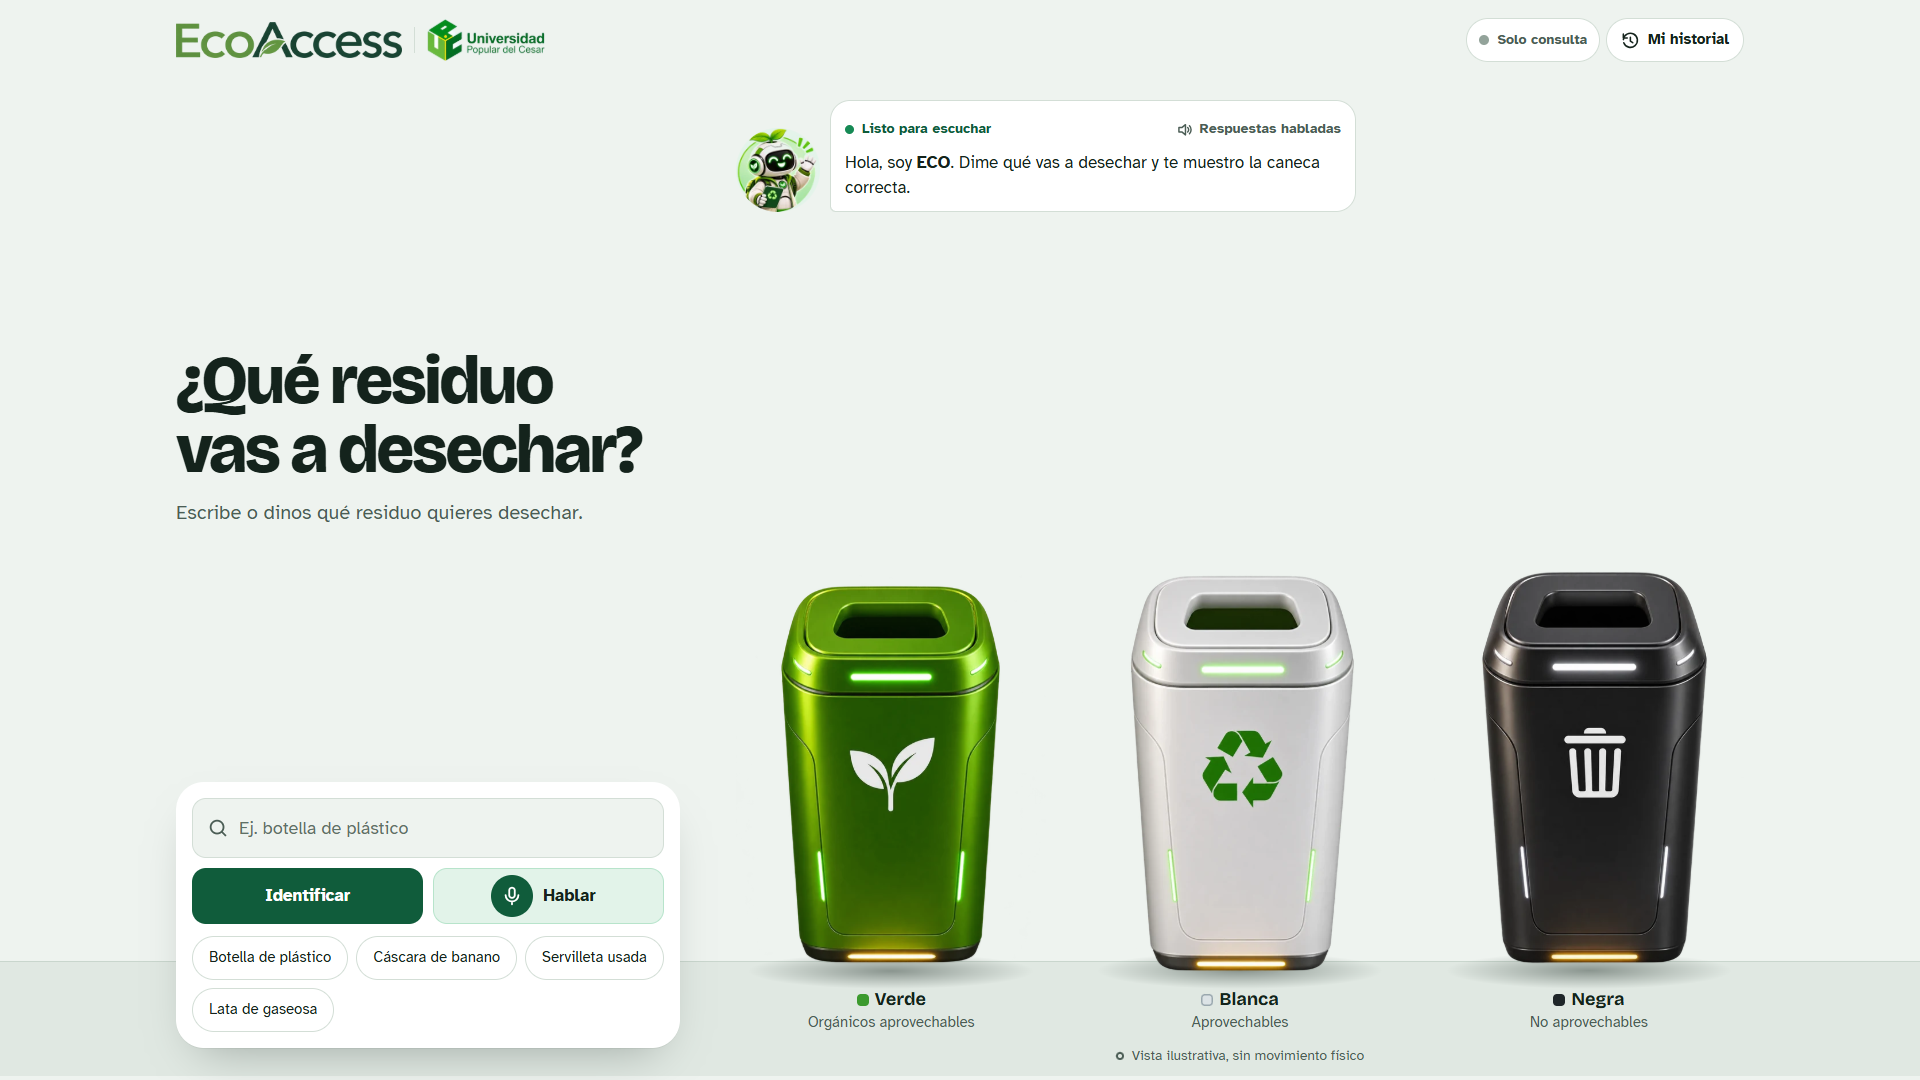 EcoAccess
Universidad
Popular del Cesar
Solo consulta
Mi historial
Listo para escuchar
Respuestas habladas
Hola, soy ECO. Dime qué vas a desechar y te muestro la caneca
correcta.
¿Qué residuo
vas a desechar?
Escribe o dinos qué residuo quieres desechar.
Ej. botella de plástico
Identificar
Hablar
Botella de plástico
Cáscara de banano
Servilleta usada
Lata de gaseosa
Verde
Orgánicos aprovechables
Blanca
Aprovechables
Negra
No aprovechables
Vista ilustrativa, sin movimiento físico